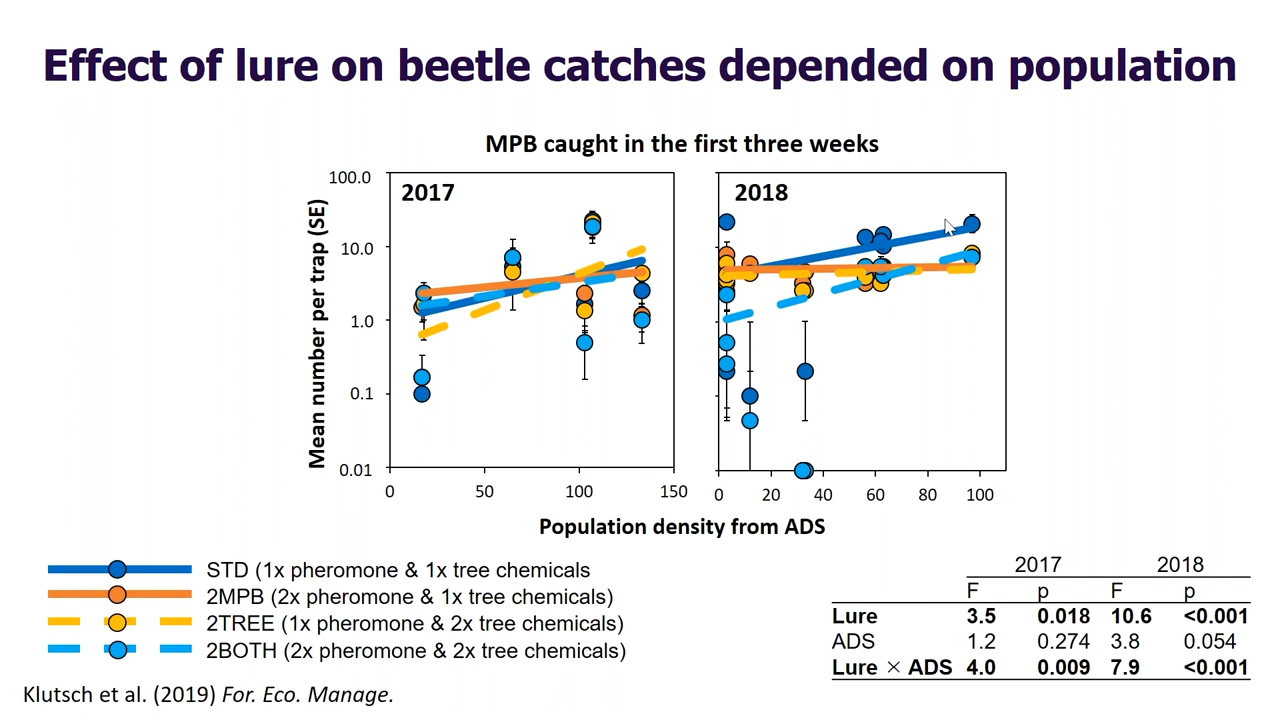 Effect of lure on beetle catches depended on population
MPB caught in the first three weeks
Mean number per trap (SE)
100.0
10.0
1.0
0.1
0.01
2017
0 50 100 150
2018
0 20 40 60 80 100
Population density from ADS
STD (1x pheromone & 1x tree chemicals
2MPB (2x pheromone & 1x tree chemicals)
2TREE (1x pheromone & 2x tree chemicals)
2BOTH (2x pheromone & 2x tree chemicals)
2017 2018
F p F p
Lure 3.5 0.018 10.6 <0.001
ADS 1.2 0.274 3.8 0.054
Lure × ADS 4.0 0.009 7.9 <0.001
Klutsch et al. (2019) For. Eco. Manage.